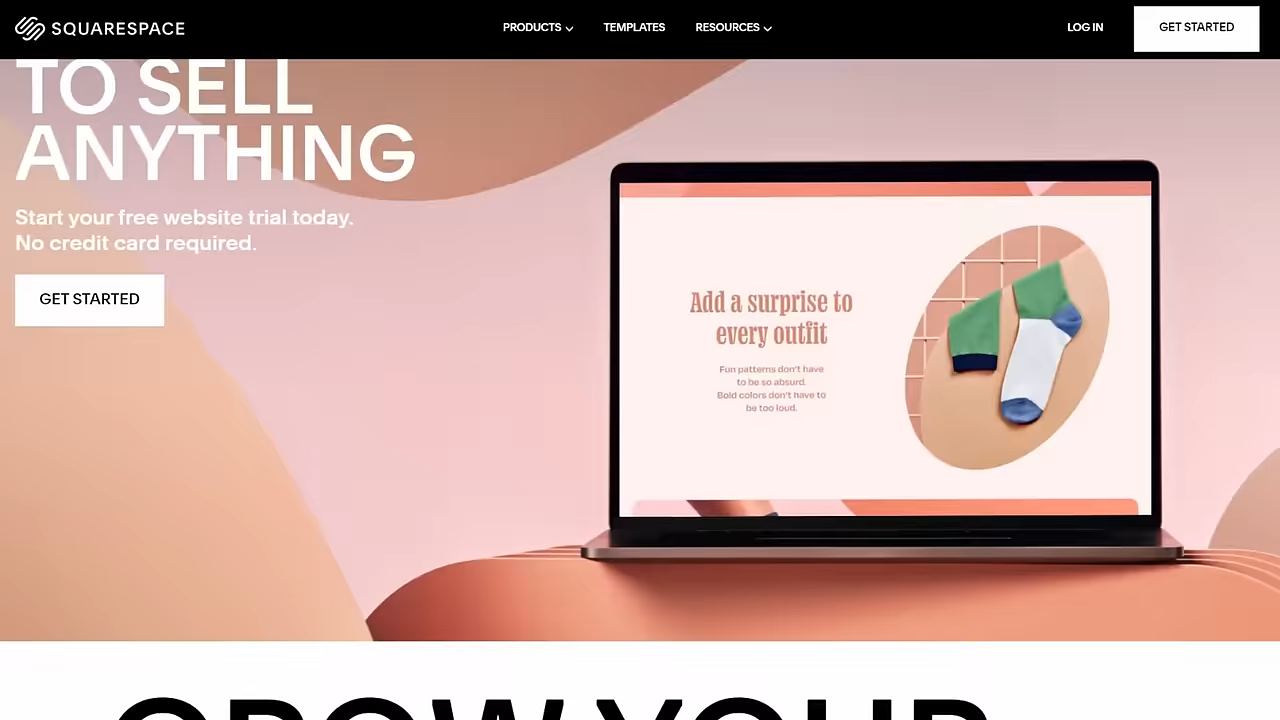 SQUARESPACE
PRODUCTS
TEMPLATES
RESOURCES
LOG IN
GET STARTED
TO SELL
ANYTHING
Start your free website trial today.
No credit card required.
GET STARTED
Add a surprise to
every outfit
Fun patterns don't have
to be so absurd.
Bold colors don't have to
be too loud.
GROW YOUR